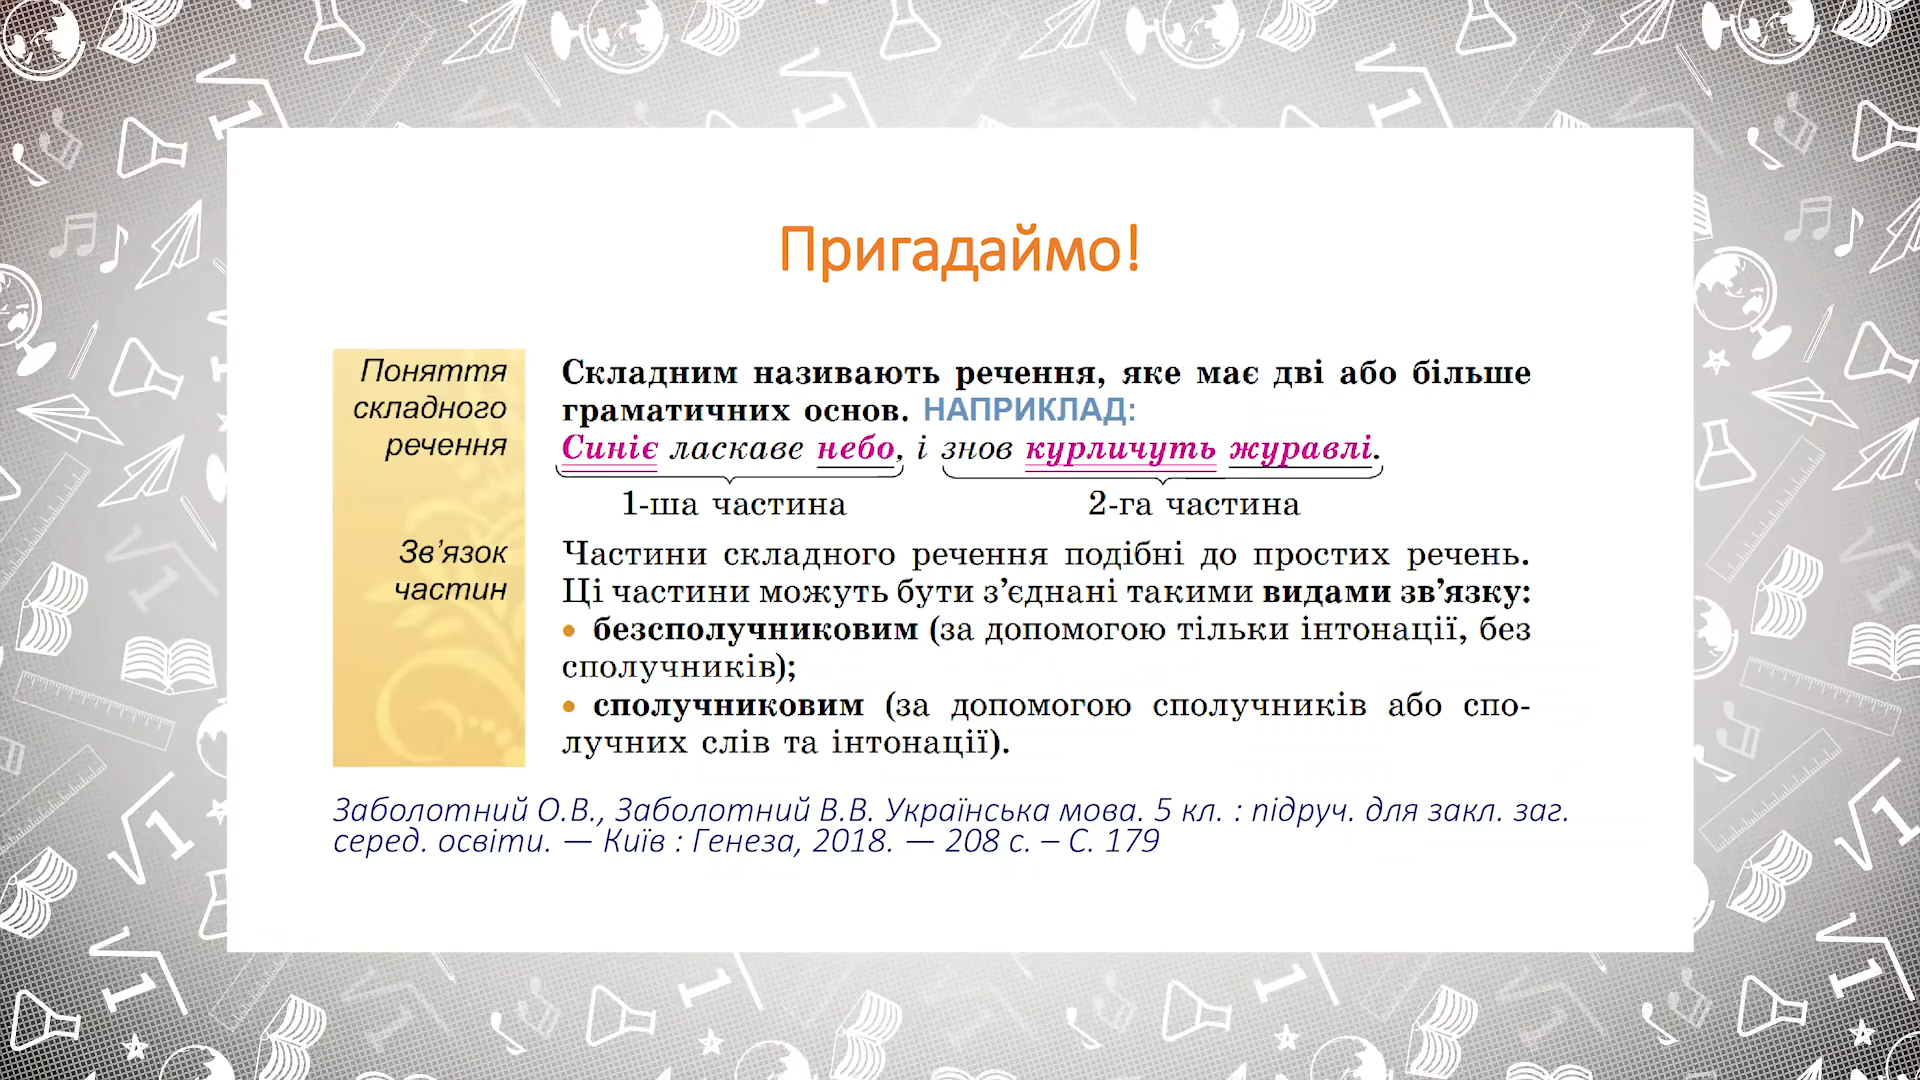 Пригадаймо!
Поняття
складного
речення
Складним називають речення, яке має дві або більше
граматичних основ. НАПРИКЛАД:
Синіє ласкаве небо, і знов курличуть журавлі.
1-ша частина
2-га частина
Зв’язок
частин
Частини складного речення подібні до простих речень.
Ці частини можуть бути з’єднані такими видами зв’язку:
• безсполучниковим (за допомогою тільки інтонації, без
сполучників);
• сполучниковим (за допомогою сполучників або спо-
лучних слів та інтонації).
Заболотний О.В., Заболотний В.В. Українська мова. 5 кл. : підруч. для закл. заг.
серед. освіти. — Київ : Генеза, 2018. — 208 с. – С. 179